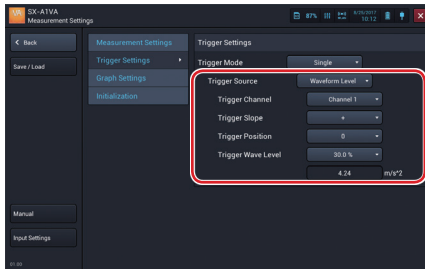 SX-A1VA
Measurement Settings
87%
8/29/2017
10:12
Back
Save / Load
Manual
Input Settings
Measurement Settings
Trigger Settings
Graph Settings
Initialization
Trigger Settings
Trigger Mode Single
Trigger Source Waveform Level
Trigger Channel Channel 1
Trigger Slope +
Trigger Position 0
Trigger Wave Level 30.0 %
4.24 m/s^2